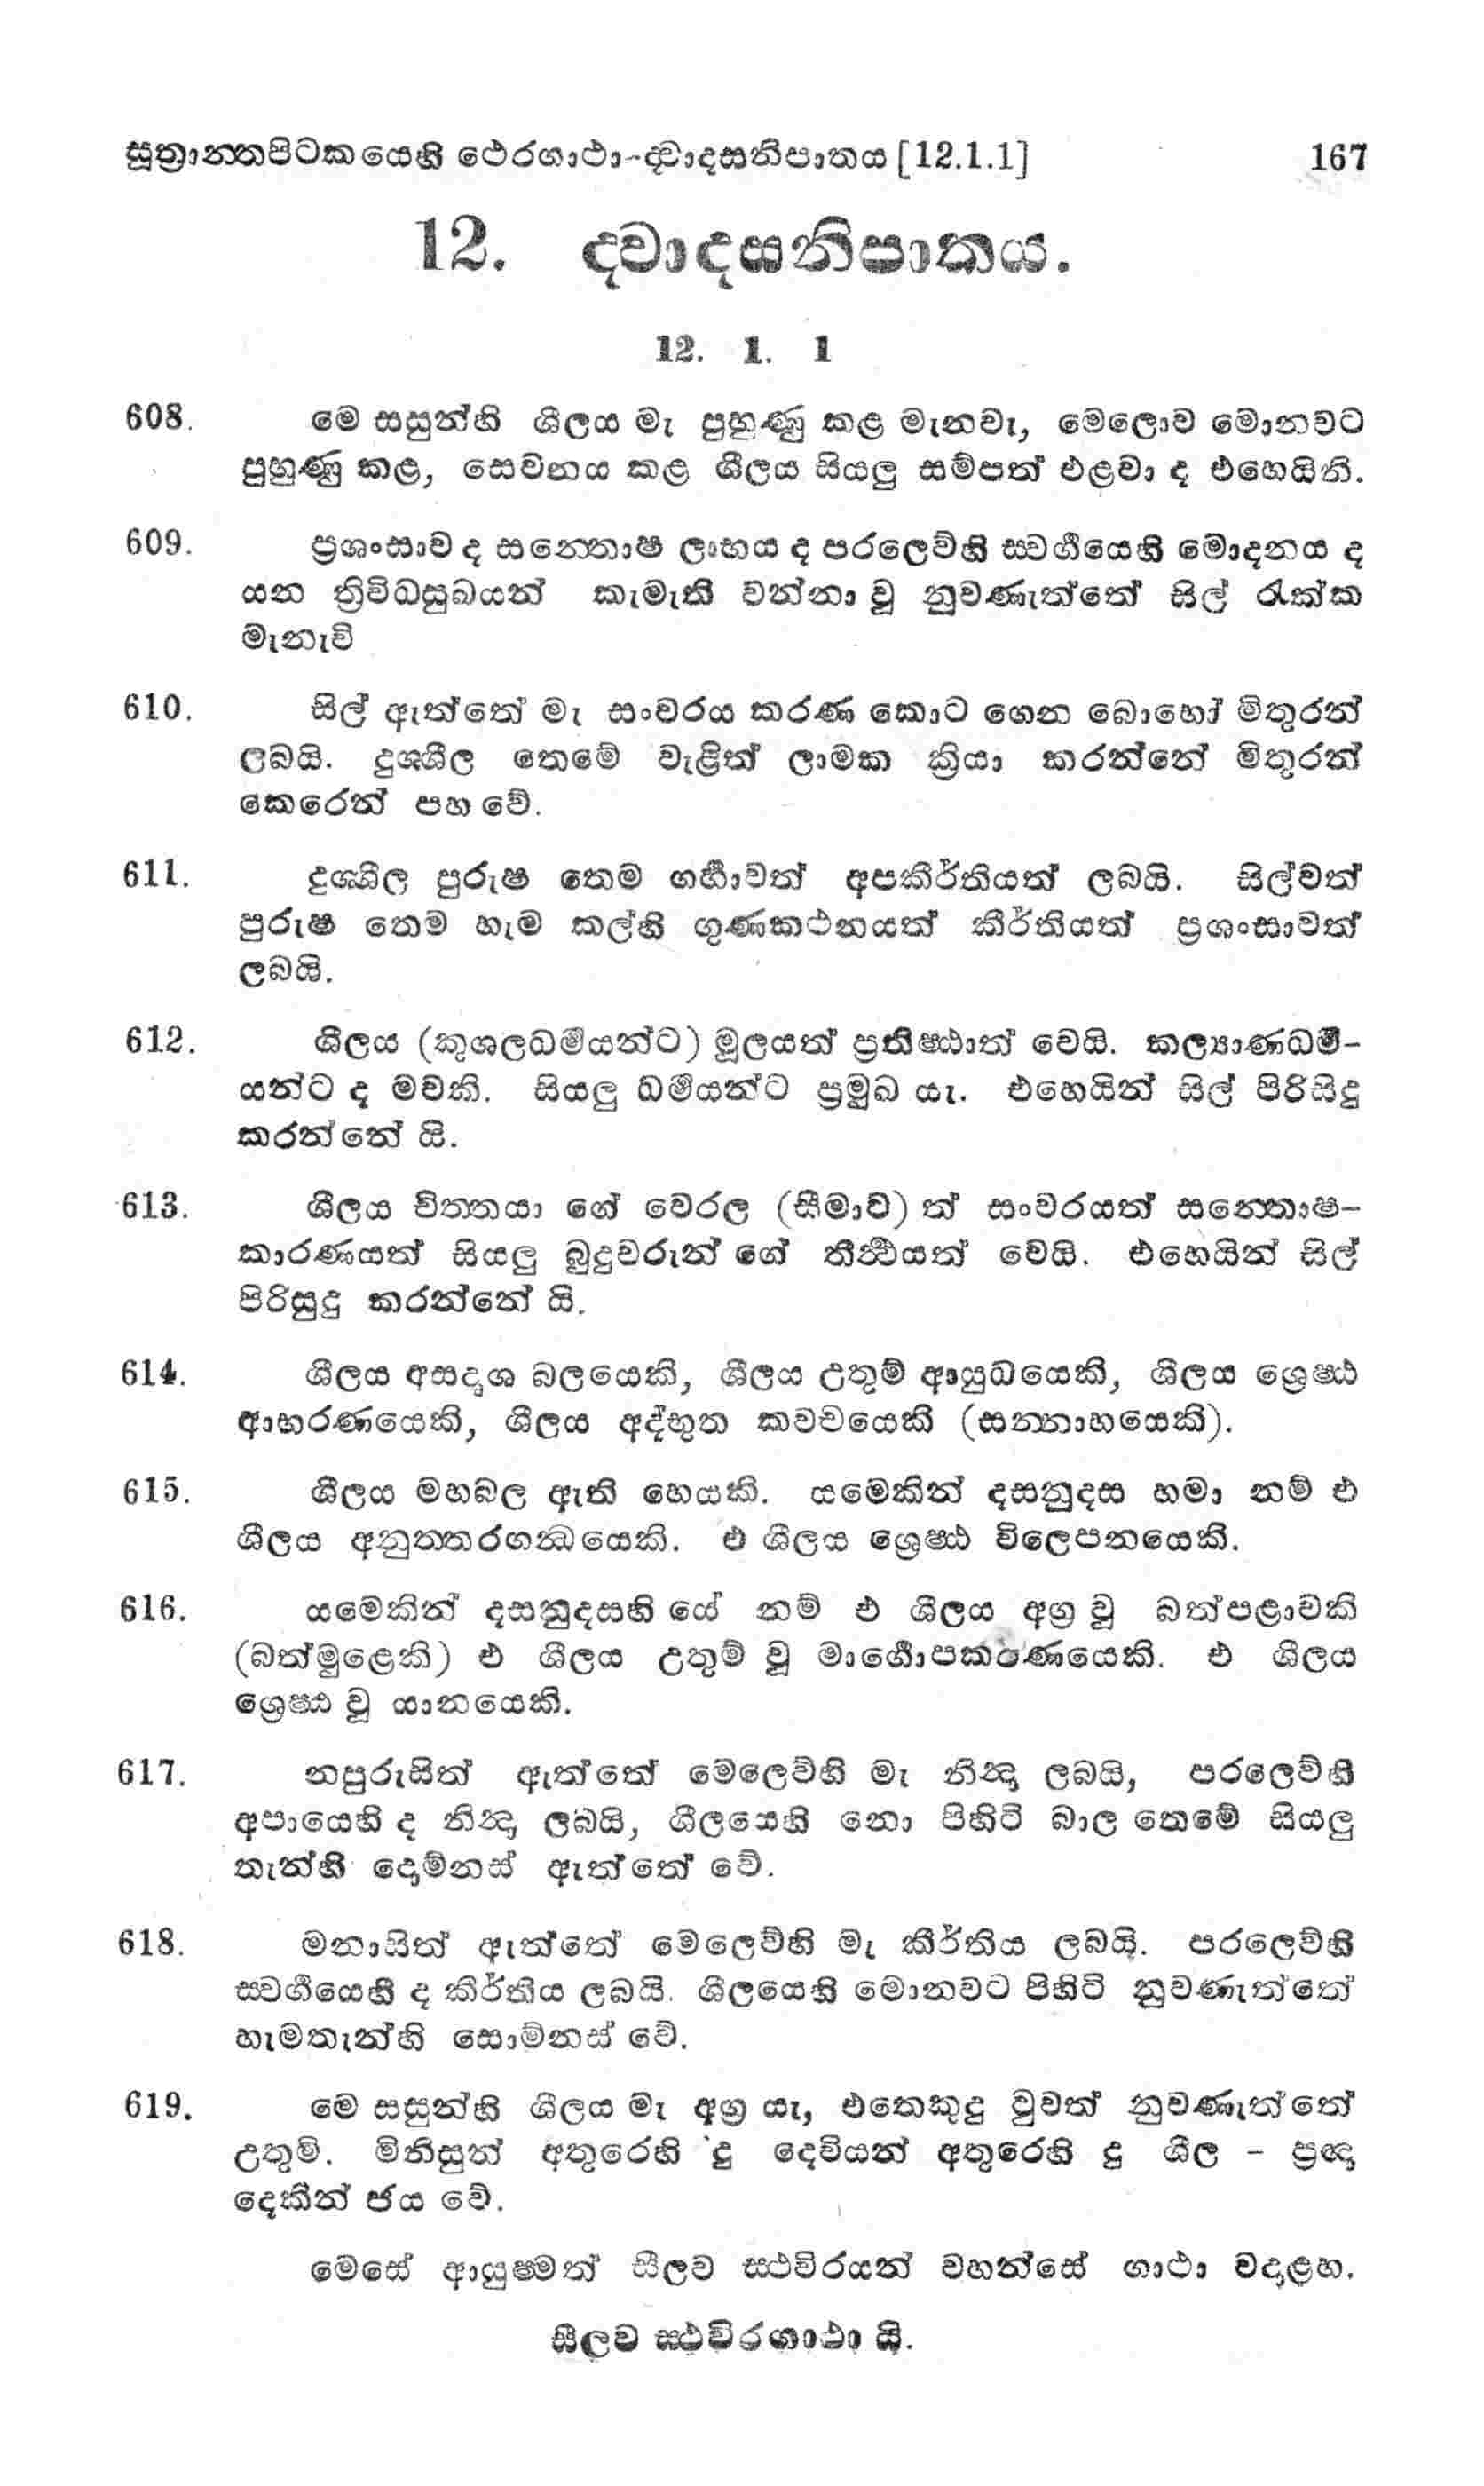 සූත්‍රාන්තපිටකයෙහි ථෙරගාථා-ද්වාදසනිපාතය [12.1.1] 167
12. ද්වාදසනිපාතය.
12. 1. 1
608. මෙ සසුන්හි ශීලය මැ පුහුණු කළ මැනවැ, මෙලොව මොනවට
පුහුණු කළ, සෙවනය කළ ශීලය සියලු සම්පත් එළවා ද එහෙයිනි.
609. ප්‍රශංසාව ද සන්තොෂ ලාභය ද පරලෙව්හි ස්වර්ගයෙහි මොදනය ද
යන ත්‍රිවිධසුඛයන් කැමැති වන්නා වූ නුවණැත්තේ සිල් රැක්ක
මැනැවි
610. සිල් ඇත්තේ මැ සංවරය කරණ කොට ගෙන බොහෝ මිතුරන්
ලබයි. දුශ්ශීල තෙමේ වැළිත් ලාමක ක්‍රියා කරන්නේ මිතුරන්
කෙරෙන් පහ වේ.
611. දුශ්ශීල පුරුෂ තෙම ගර්හාවත් අපකීර්තියත් ලබයි. සිල්වත්
පුරුෂ තෙම හැම කල්හි ගුණකථනයත් කීර්තියත් ප්‍රශංසාවත්
ලබයි.
612. ශීලය (කුශලධර්මයන්ට) මූලයත් ප්‍රතිෂ්ඨාත් වෙයි. කල්‍යාණධර්ම-
යන්ට ද මවකි. සියලු ධර්මයන්ට ප්‍රමුඛ යැ. එහෙයින් සිල් පිරිසිදු
කරන්නේ යි.
613. ශීලය චිත්තයා ගේ වෙරල (සීමාව) ත් සංවරයත් සන්තොෂ-
කාරණයත් සියලු බුදුවරුන් ගේ තීර්ත්‍ථයත් වෙයි. එහෙයින් සිල්
පිරිසුදු කරන්නේ යි.
614. ශීලය අසදෘශ බලයෙකි, ශීලය උතුම් ආයුධයෙකි, ශීලය ශ්‍රෙෂ්ඨ
ආභරණයෙකි, ශීලය අද්භූත කවචයෙකි (සන්නාහයෙකි).
615. ශීලය මහබල ඇති හෙයකි. යමෙකින් දසනුදස හමා නම් එ
ශීලය අනුත්තරගන්‍ධයෙකි. එ ශීලය ශ්‍රෙෂ්ඨ විලෙපනයෙකි.
616. යමෙකින් දසනුදසහි යේ නම් එ ශීලය අග්‍ර වූ බත්පළාවකි
(බත්මුළෙකි) එ ශීලය උතුම් වූ මාර්ගොපකරණයෙකි. එ ශීලය
ශ්‍රෙෂ්ඨ වූ යානයෙකි.
617. නපුරුසිත් ඇත්තේ මෙලෙව්හි මැ නින්‍දා ලබයි, පරලෙව්හි
අපායෙහි ද නින්‍දා ලබයි, ශීලයෙහි නො පිහිටි බාල තෙමේ සියලු
තැන්හි දොම්නස් ඇත්තේ වේ.
618. මනාසිත් ඇත්තේ මෙලෙව්හි මැ කීර්තිය ලබයි. පරලෙව්හි
ස්වර්ගයෙහි ද කිර්තිය ලබයි. ශීලයෙහි මොනවට පිහිටි නුවණැත්තේ
හැමතැන්හි සොම්නස් වේ.
619. මෙ සසුන්හි ශීලය මැ අග්‍ර යැ, එතෙකුදු වුවත් නුවණැත්තේ
උතුම්. මිනිසුන් අතුරෙහි දු දෙවියන් අතුරෙහි දු ශීල - ප්‍රඥා
දෙකින් ජය වේ.
මෙසේ ආයුෂ්මත් සීලව ස්ථවිරයන් වහන්සේ ගාථා වදාළහ.
සීලව ස්ථවිරගාථා යි.